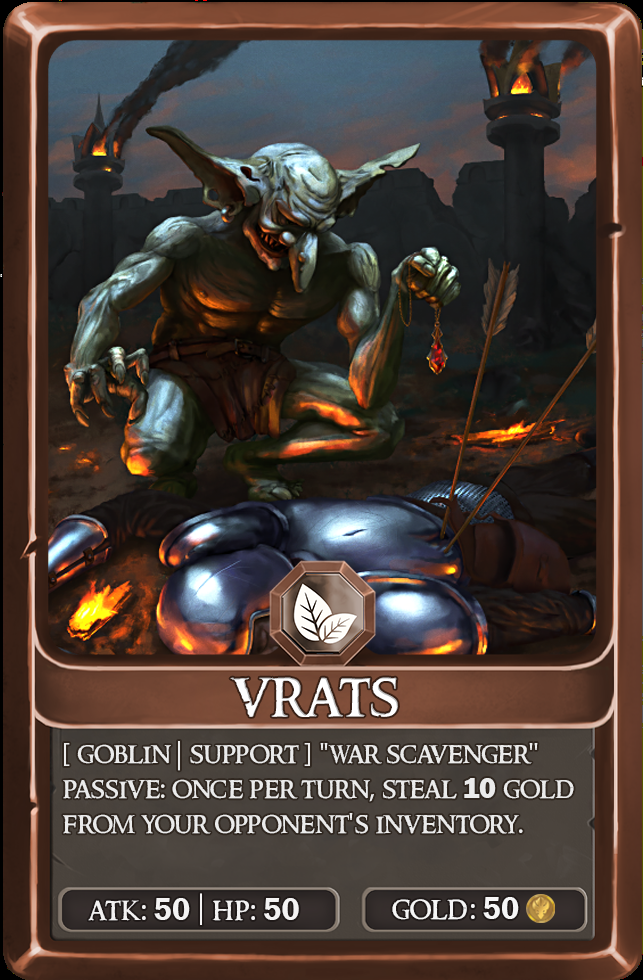 VRATS
[ GOBLIN | SUPPORT ] "WAR SCAVENGER"
PASSIVE: ONCE PER TURN, STEAL 10 GOLD
FROM YOUR OPPONENT'S INVENTORY.
ATK: 50 | HP: 50
GOLD: 50